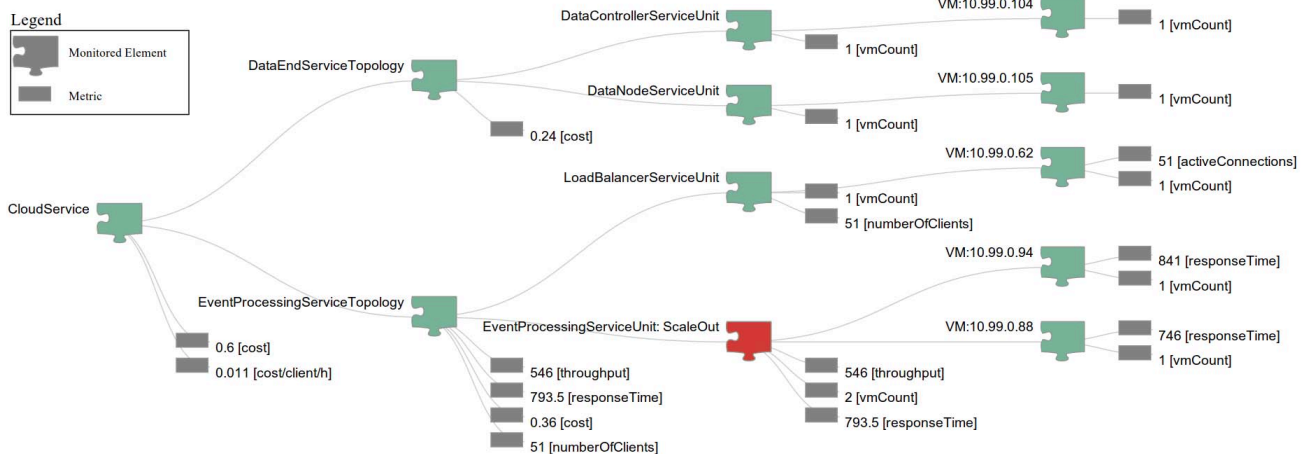 VM:10.99.0.104
DataControllerServiceUnit
Legend
1 [vmCount]
1 [vmCount]
Monitored Element
DataEndServiceTopology
VM:10.99.0.105
DataNodeServiceUnit
Metric
1 [vmCount]
1 [vmCount]
0.24 [cost]
VM:10.99.0.62
51 [activeConnections]
LoadBalancerServiceUnit
1 [vmCount]
1 [vmCount]
CloudService
51 [numberOfClients]
VM:10.99.0.94
841 [responseTime]
1 [vmCount]
EventProcessingServiceTopology
EventProcessingServiceUnit: ScaleOut
VM:10.99.0.88
746 [responseTime]
0.6 [cost]
1 [vmCount]
0.011 [cost/client/h]
546 [throughput]
546 [throughput]
793.5 [responseTime]
2 [vmCount]
0.36 [cost]
793.5 [responseTime]
51 [numberOfClients]